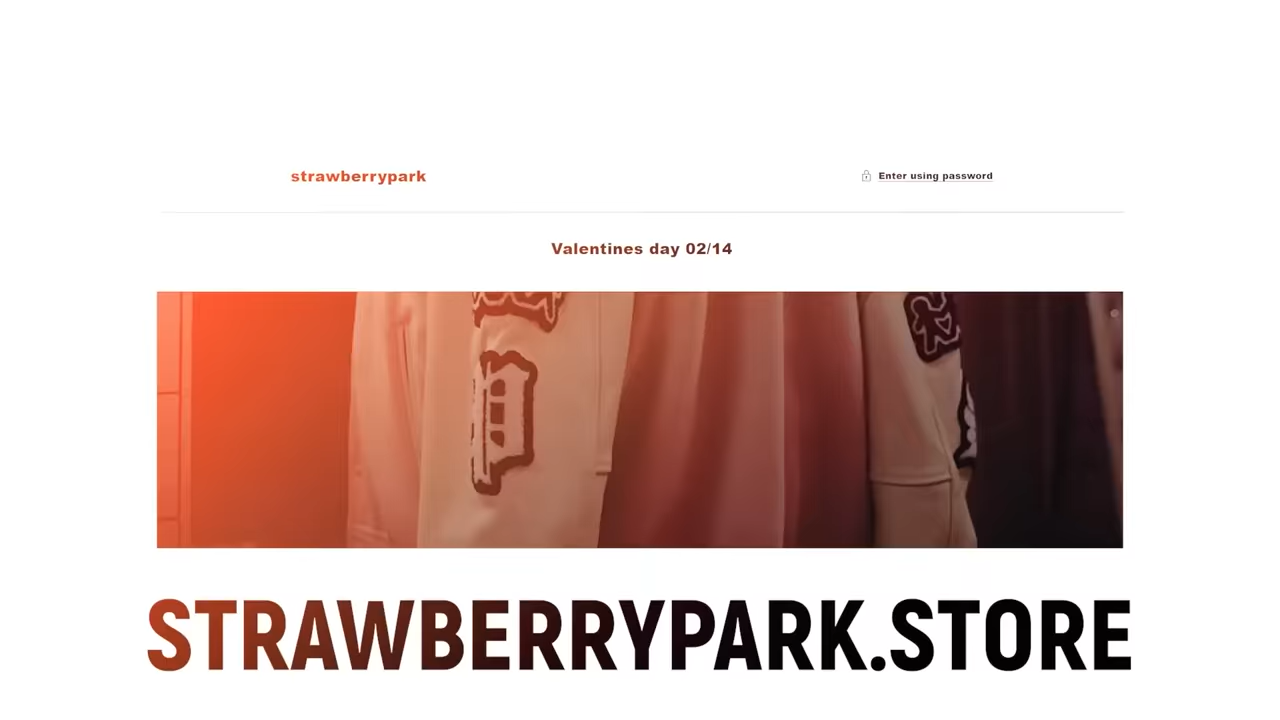 strawberrypark
Enter using password
Valentines day 02/14
P
STRAWBERRYPARK.STORE